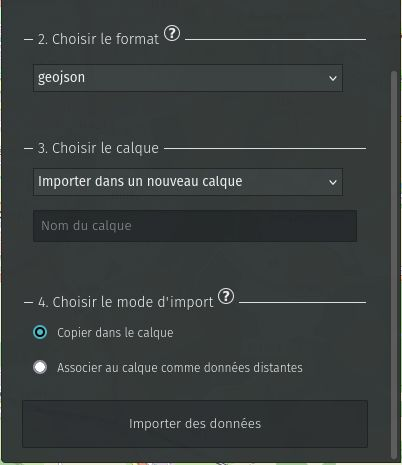 2. Choisir le format ?
geojson
3. Choisir le calque
Importer dans un nouveau calque
Nom du calque
4. Choisir le mode d'import ?
Copier dans le calque
Associer au calque comme données distantes
Importer des données